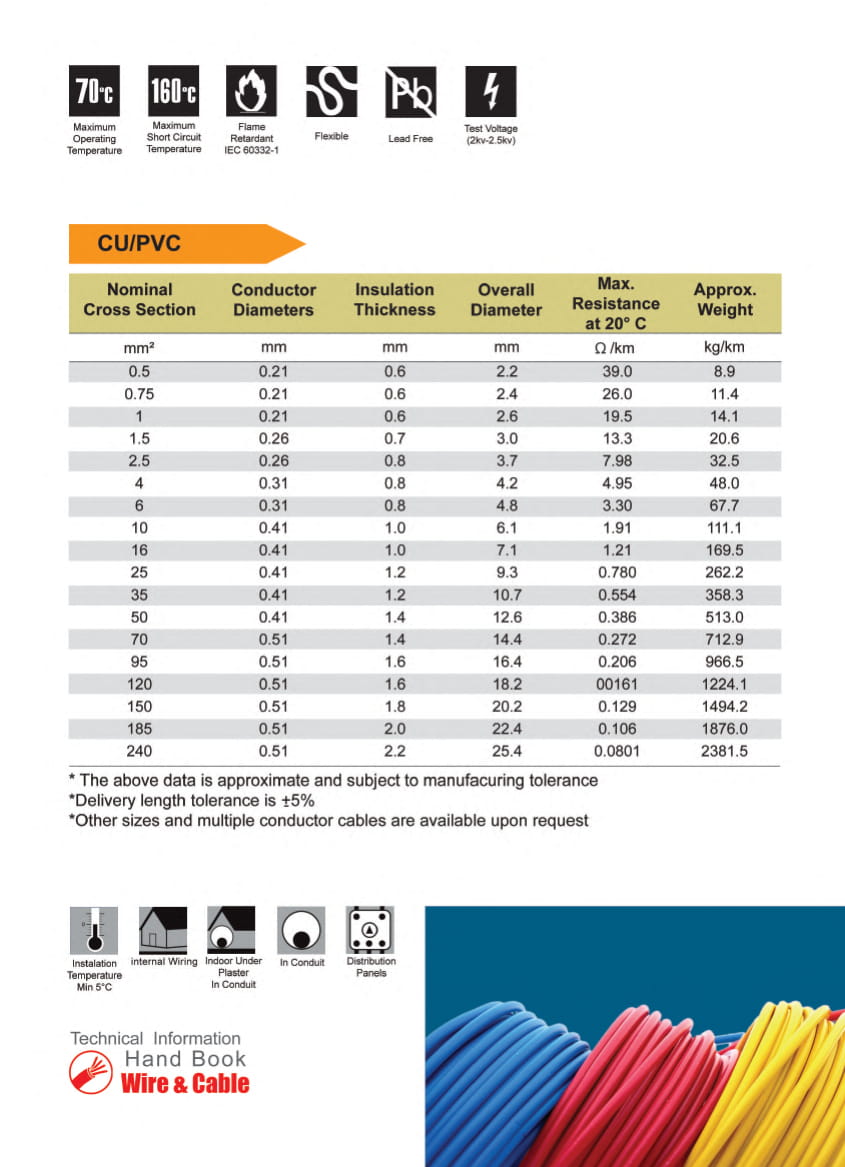 70°C
160°C
Pb
Maximum
Operating
Temperature
Maximum
Short Circuit
Temperature
Flame
Retardant
IEC 60332-1
Flexible
Lead Free
Test Voltage
(2kv-2.5kv)
CU/PVC
Nominal Cross Section Conductor Diameters Insulation Thickness Overall Diameter Max. Resistance at 20° C Approx. Weight
mm² mm mm mm Ω /km kg/km
0.5 0.21 0.6 2.2 39.0 8.9
0.75 0.21 0.6 2.4 26.0 11.4
1 0.21 0.6 2.6 19.5 14.1
1.5 0.26 0.7 3.0 13.3 20.6
2.5 0.26 0.8 3.7 7.98 32.5
4 0.31 0.8 4.2 4.95 48.0
6 0.31 0.8 4.8 3.30 67.7
10 0.41 1.0 6.1 1.91 111.1
16 0.41 1.0 7.1 1.21 169.5
25 0.41 1.2 9.3 0.780 262.2
35 0.41 1.2 10.7 0.554 358.3
50 0.41 1.4 12.6 0.386 513.0
70 0.51 1.4 14.4 0.272 712.9
95 0.51 1.6 16.4 0.206 966.5
120 0.51 1.6 18.2 00161 1224.1
150 0.51 1.8 20.2 0.129 1494.2
185 0.51 2.0 22.4 0.106 1876.0
240 0.51 2.2 25.4 0.0801 2381.5
* The above data is approximate and subject to manufacuring tolerance
*Delivery length tolerance is ±5%
*Other sizes and multiple conductor cables are available upon request
0
Instalation
Temperature
Min 5°C
internal Wiring
Indoor Under
Plaster
In Conduit
In Conduit
Distribution
Panels
Technical Information
Hand Book
Wire & Cable